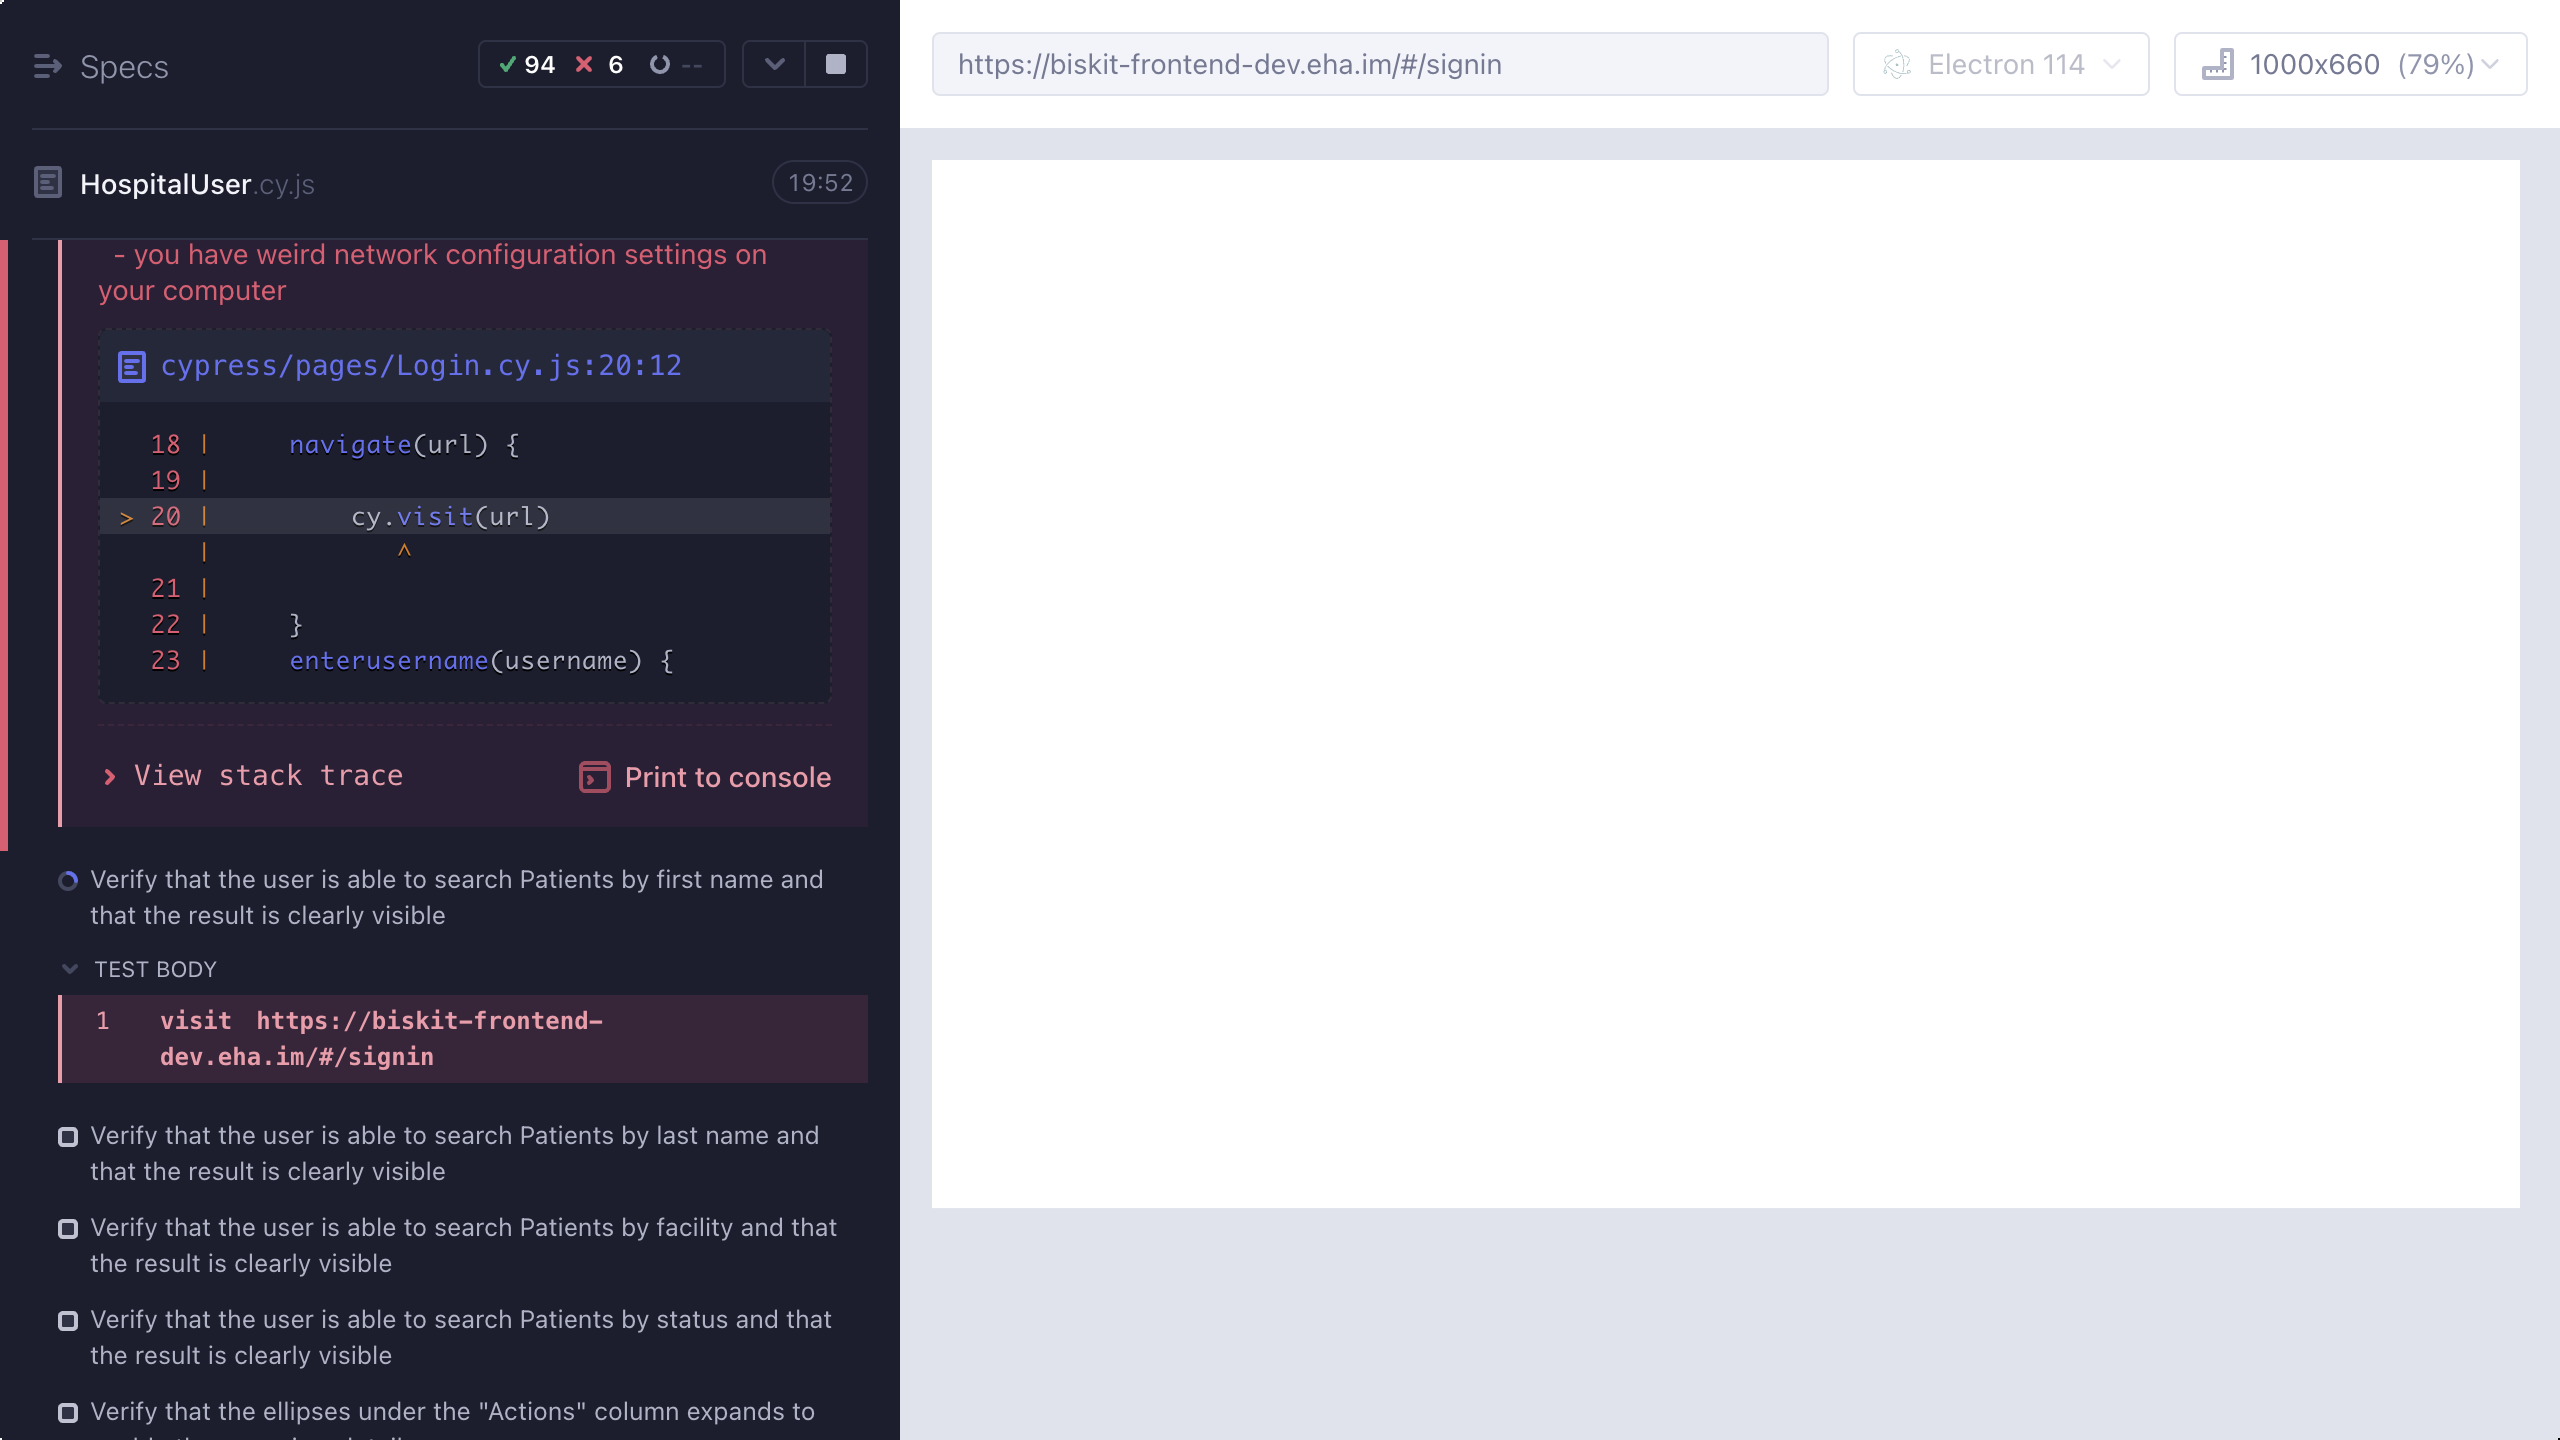 Specs
94 6 --
HospitalUser.cy.js 19:52
- you have weird network configuration settings on
your computer
cypress/pages/Login.cy.js:20:12
18 | navigate(url) {
19 |
> 20 | cy.visit(url)
| ^
21 |
22 | }
23 | enterusername(username) {
View stack trace
Print to console
Verify that the user is able to search Patients by first name and
that the result is clearly visible
TEST BODY
1 visit https://biskit-frontend-
dev.eha.im/#/signin
Verify that the user is able to search Patients by last name and
that the result is clearly visible
Verify that the user is able to search Patients by facility and that
the result is clearly visible
Verify that the user is able to search Patients by status and that
the result is clearly visible
Verify that the ellipses under the "Actions" column expands to
https://biskit-frontend-dev.eha.im/#/signin
Electron 114
1000x660 (79%)